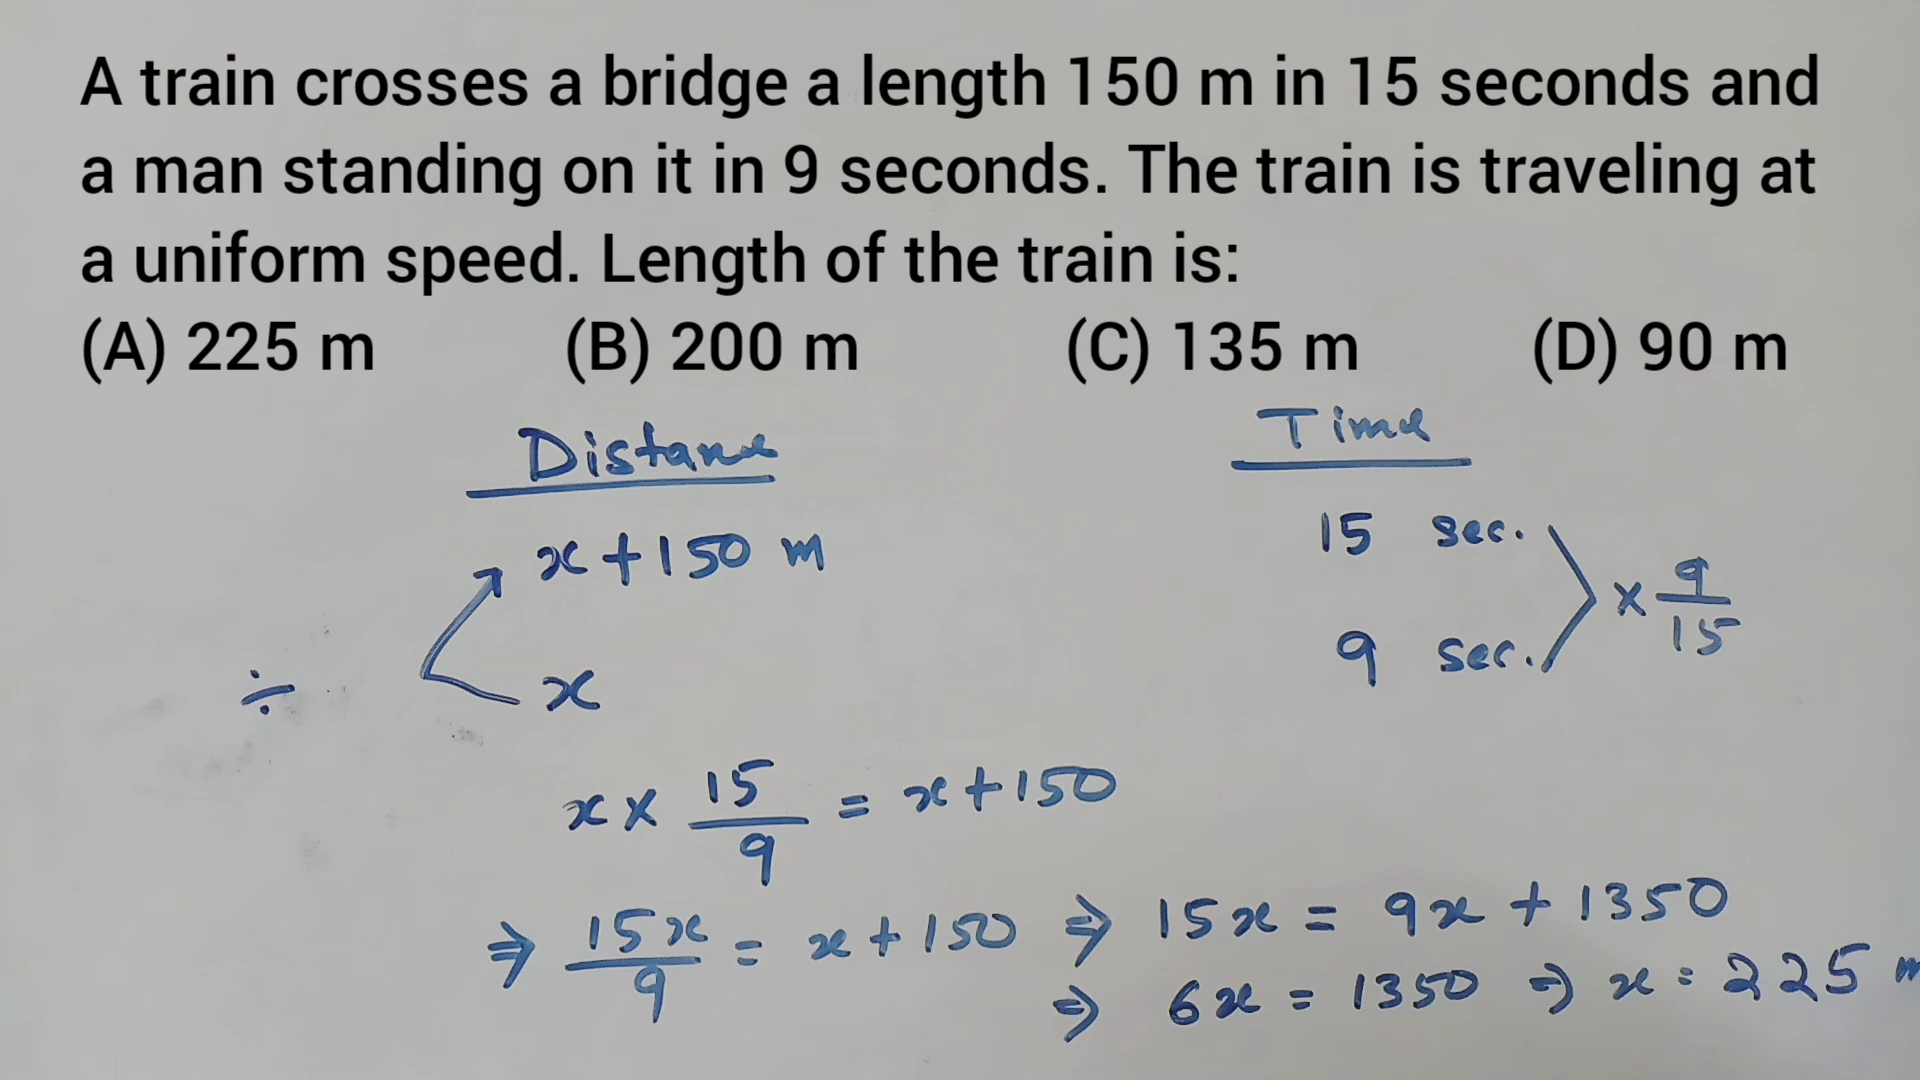 A train crosses a bridge a length 150 m in 15 seconds and
a man standing on it in 9 seconds. The train is traveling at
a uniform speed. Length of the train is:
(A) 225 m (B) 200 m (C) 135 m (D) 90 m
Distance Time
x + 150 m 15 sec.
× 9/15
÷ x 9 sec.
x × 15/9 = x + 150
⇒ 15x/9 = x + 150 ⇒ 15x = 9x + 1350
⇒ 6x = 1350 ⇒ x = 225 m